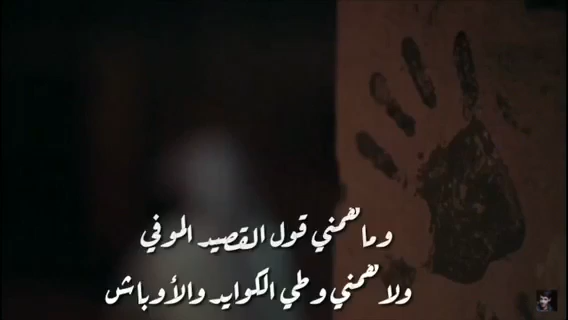 وما همني قول القصيد الموفي
ولا همني وطي الكوايد والأوباش